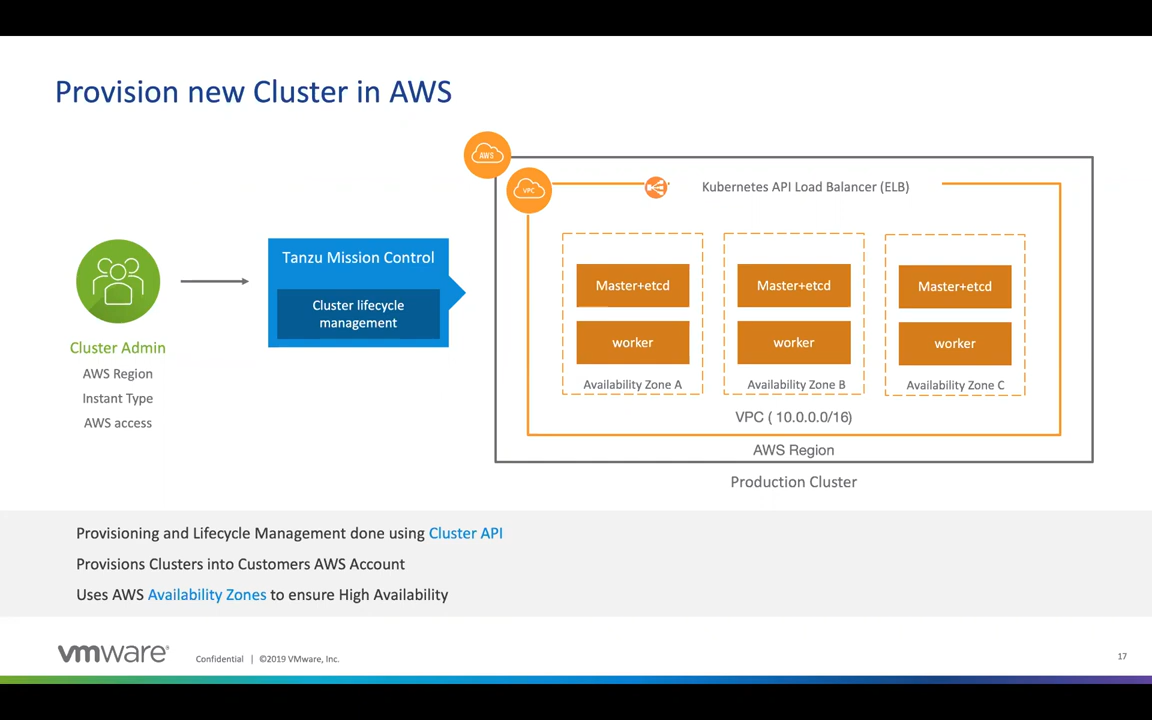 Provision new Cluster in AWS
AWS
VPC
Kubernetes API Load Balancer (ELB)
Tanzu Mission Control
Cluster lifecycle
management
Cluster Admin
AWS Region
Instant Type
AWS access
Master+etcd
worker
Availability Zone A
Master+etcd
worker
Availability Zone B
Master+etcd
worker
Availability Zone C
VPC ( 10.0.0.0/16)
AWS Region
Production Cluster
Provisioning and Lifecycle Management done using Cluster API
Provisions Clusters into Customers AWS Account
Uses AWS Availability Zones to ensure High Availability
vmware®
Confidential | ©2019 VMware, Inc.
17